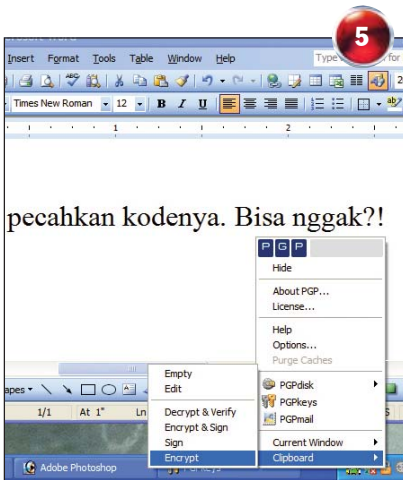 5
Insert Format Tools Table Window Help
Times New Roman 12 B I U
1 2
pecahkan kodenya. Bisa nggak?!
PGP
Hide
About PGP...
License...
Help
Options...
Purge Caches
PGPdisk
PGPkeys
PGPmail
Current Window
Clipboard
Empty
Edit
Decrypt & Verify
Encrypt & Sign
Sign
Encrypt
1/1 At 1" Ln
Adobe Photoshop